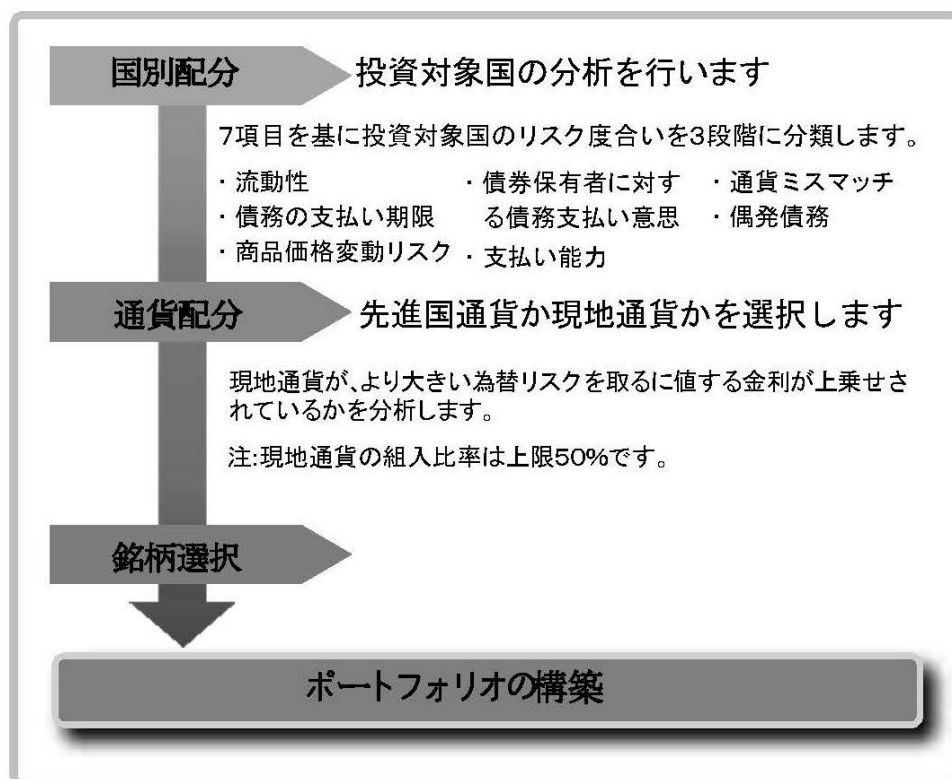 国別配分
投資対象国の分析を行います
7項目を基に投資対象国のリスク度合いを3段階に分類します。
・流動性
・債務の支払い期限
・商品価格変動リスク
・債券保有者に対す
る債務支払い意思
・支払い能力
・通貨ミスマッチ
・偶発債務
通貨配分
先進国通貨か現地通貨かを選択します
現地通貨が、より大きい為替リスクを取るに値する金利が上乗せさ
れているかを分析します。
注:現地通貨の組入比率は上限50%です。
銘柄選択
ポートフォリオの構築